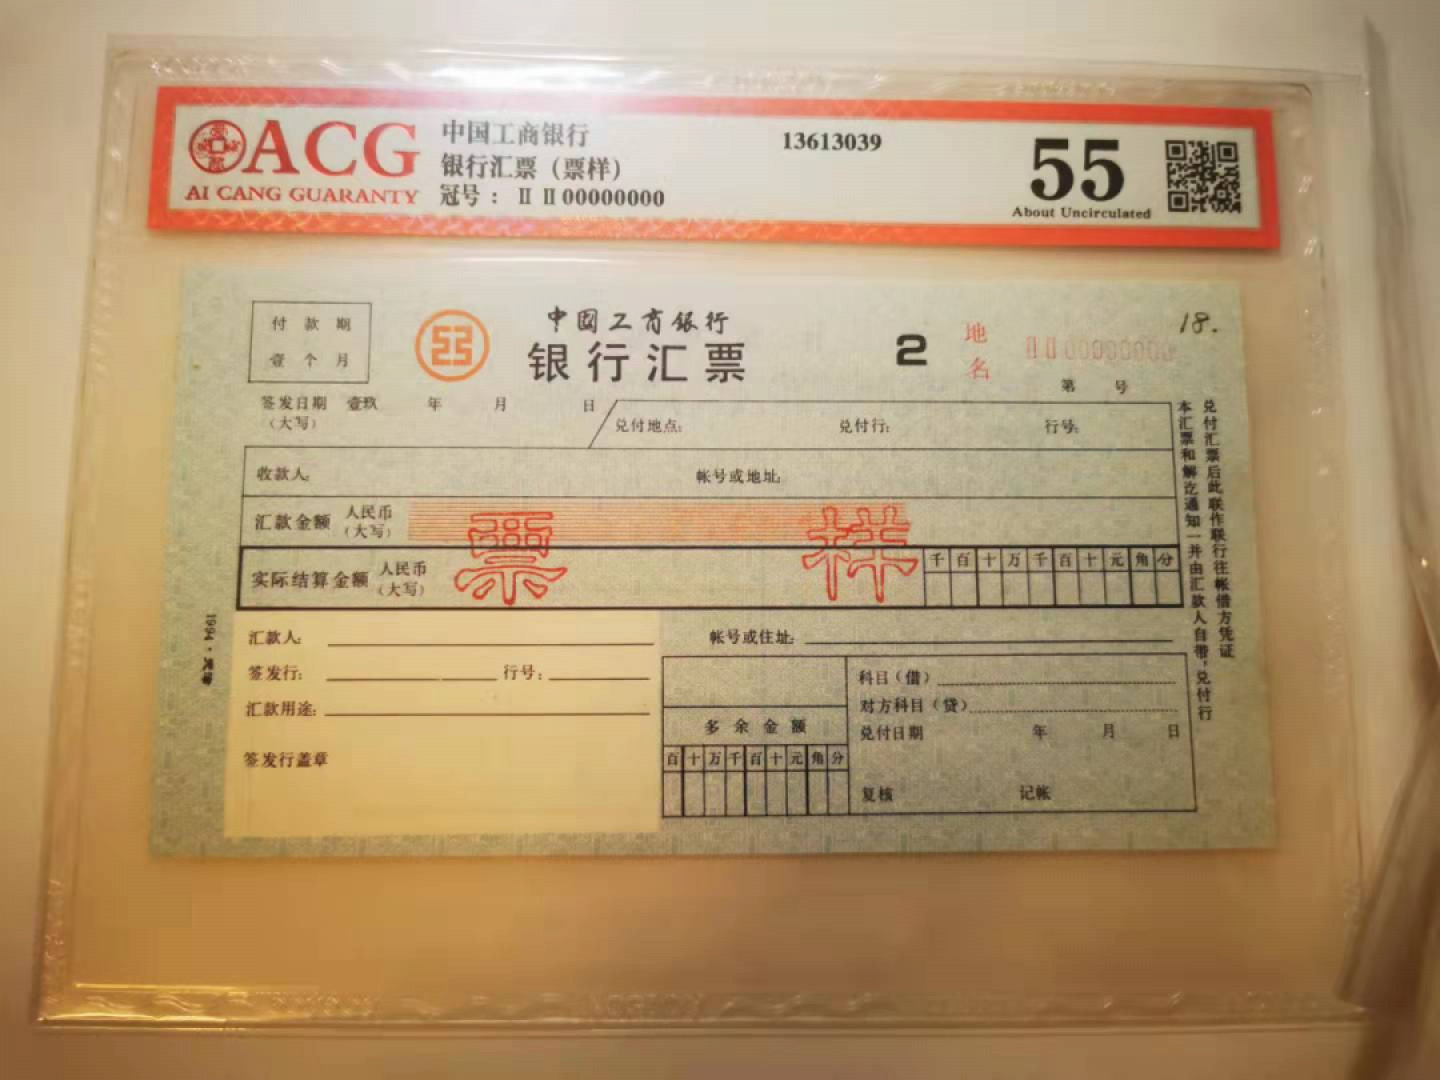 ACG
AI CANG GUARANTY
中国工商银行
银行汇票（票样）
冠号：ⅡⅡ00000000
13613039
55
About Uncirculated
付款期
壹个月
中国工商银行
银行汇票
2
地名
ⅡⅡ00000000
18.
第 号
签发日期 壹玖 年 月 日
（大写）
兑付地点: 兑付行: 行号:
收款人: 帐号或地址:
汇款金额 人民币
（大写）
票样
实际结算金额 人民币
（大写）
千百十万千百十元角分
汇款人: 帐号或住址:
签发行: 行号:
汇款用途:
签发行盖章
多余金额
百十万千百十元角分
科目（借）
对方科目（贷）
兑付日期 年 月 日
复核 记帐
兑付汇票后此联作联行往帐借方凭证
本汇票和解讫通知一并由汇款人自带，兑付行
1994